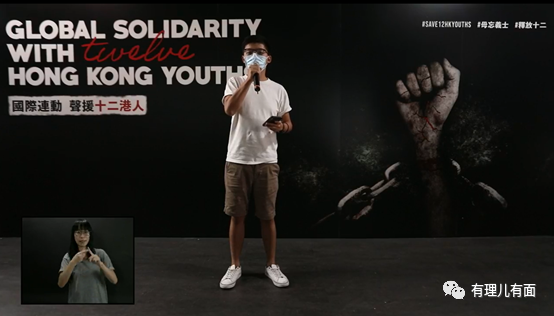 GLOBAL SOLIDARITY
WITH twelve
HONG KONG YOUTH
國際連動 聲援十二港人
#SAVE12HKYOUTHS #毋忘義士 #釋放十二
有理儿有面